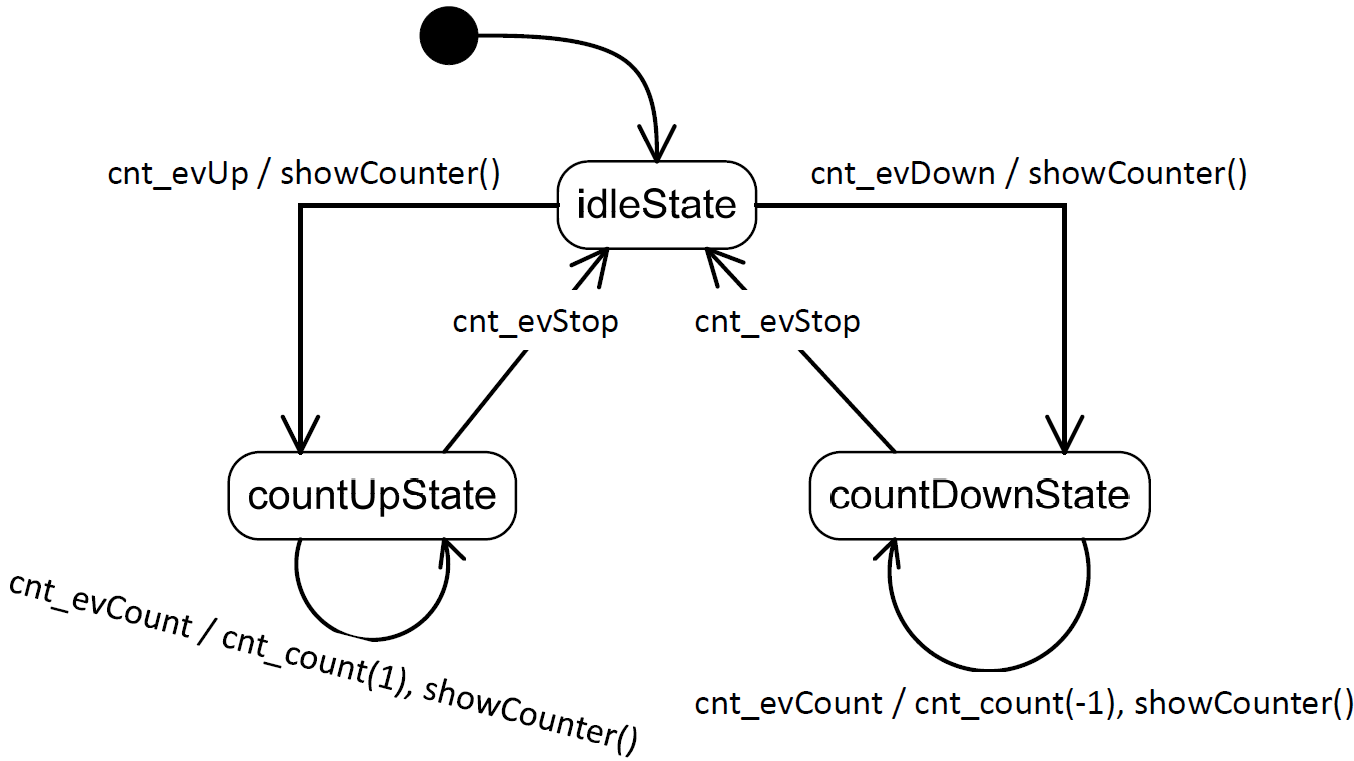 cnt_evUp / showCounter()
cnt_evDown / showCounter()
idleState
cnt_evStop
cnt_evStop
countUpState
countDownState
cnt_evCount / cnt_count(1), showCounter()
cnt_evCount / cnt_count(-1), showCounter()